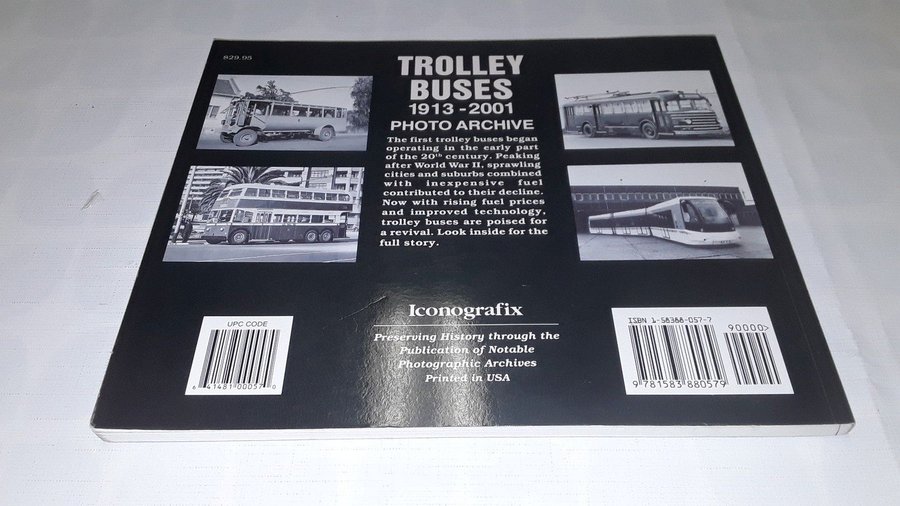 $29.95
TROLLEY
BUSES
1913-2001
PHOTO ARCHIVE
The first trolley buses began
operating in the early part
of the 20th century. Peaking
after World War II, sprawling
cities and suburbs combined
with inexpensive fuel
contributed to their decline.
Now with rising fuel prices
and improved technology,
trolley buses are poised for
a revival. Look inside for the
full story.
Iconografix
Preserving History through the
Publication of Notable
Photographic Archives
Printed in USA
UPC CODE
6 41481 00057 0
ISBN 1-58388-057-7
90000>
9 781583 880579